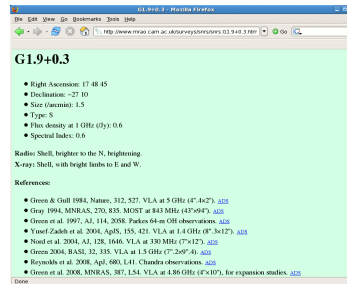 G1.9+0.3 - Mozilla Firefox
File Edit View Go Bookmarks Tools Help
http://www.mrao.cam.ac.uk/surveys/snrs/snrs.G1.9+0.3.html Go
G1.9+0.3
Right Ascension: 17 48 45
Declination: −27 10
Size (/arcmin): 1.5
Type: S
Flux density at 1 GHz (/Jy): 0.6
Spectral Index: 0.6
Radio: Shell, brighter to the N, brightening.
X-ray: Shell, with bright limbs to E and W.
References:
Green & Gull 1984, Nature, 312, 527. VLA at 5 GHz (4".4×2"). ADS
Gray 1994, MNRAS, 270, 835. MOST at 843 MHz (43"×94"). ADS
Green et al. 1997, AJ, 114, 2058. Parkes 64-m OH observations. ADS
Yusef-Zadeh et al. 2004, ApJS, 155, 421. VLA at 1.4 GHz (8".3×12"). ADS
Nord et al. 2004, AJ, 128, 1646. VLA at 330 MHz (7"×12"). ADS
Green 2004, BASI, 32, 335. VLA at 1.5 GHz (7".2×9".4). ADS
Reynolds et al. 2008, ApJ, 680, L41. Chandra observations. ADS
Green et al. 2008, MNRAS, 387, L54. VLA at 4.86 GHz (4"×10"), for expansion studies. ADS
Done